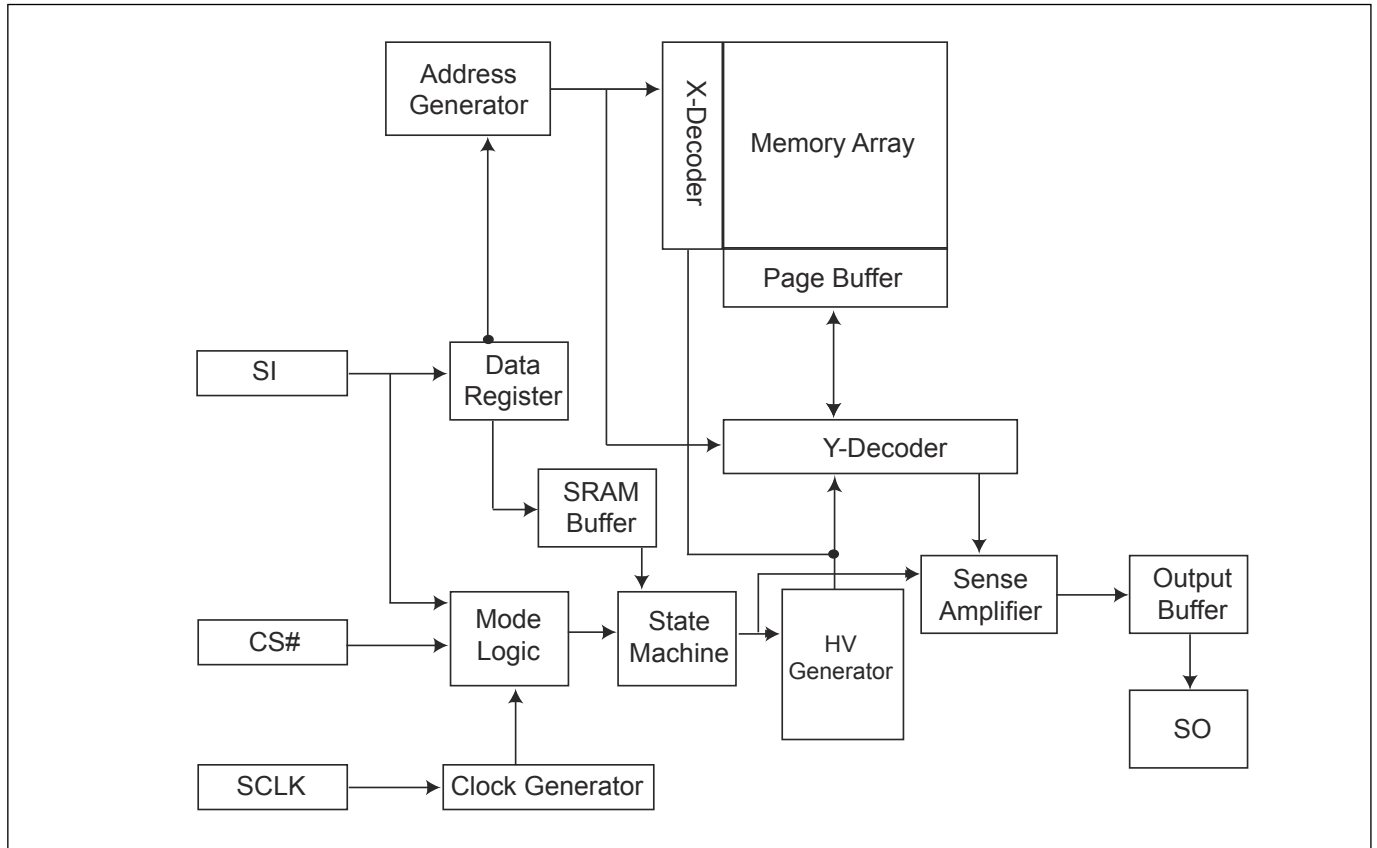 Address
Generator
X-Decoder
Memory Array
Page Buffer
SI
Data
Register
Y-Decoder
SRAM
Buffer
Sense
Amplifier
Output
Buffer
CS#
Mode
Logic
State
Machine
HV
Generator
SO
SCLK
Clock Generator